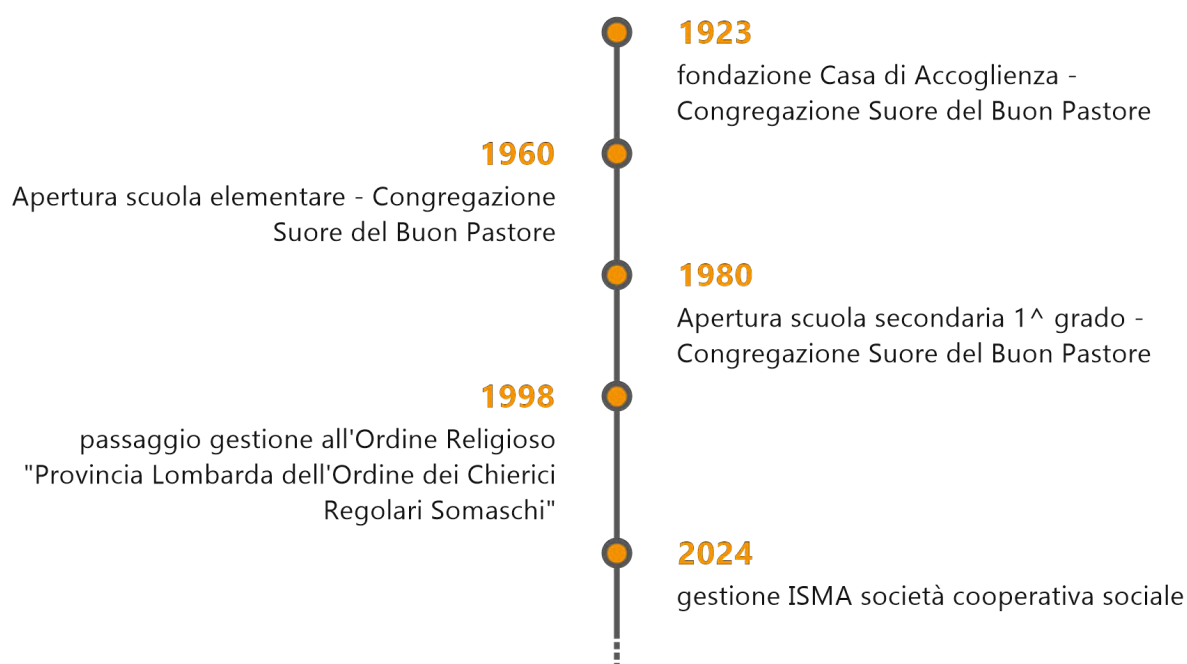 1923
fondazione Casa di Accoglienza -
Congregazione Suore del Buon Pastore
1960
Apertura scuola elementare - Congregazione
Suore del Buon Pastore
1980
Apertura scuola secondaria 1^ grado -
Congregazione Suore del Buon Pastore
1998
passaggio gestione all'Ordine Religioso
"Provincia Lombarda dell'Ordine dei Chierici
Regolari Somaschi"
2024
gestione ISMA società cooperativa sociale